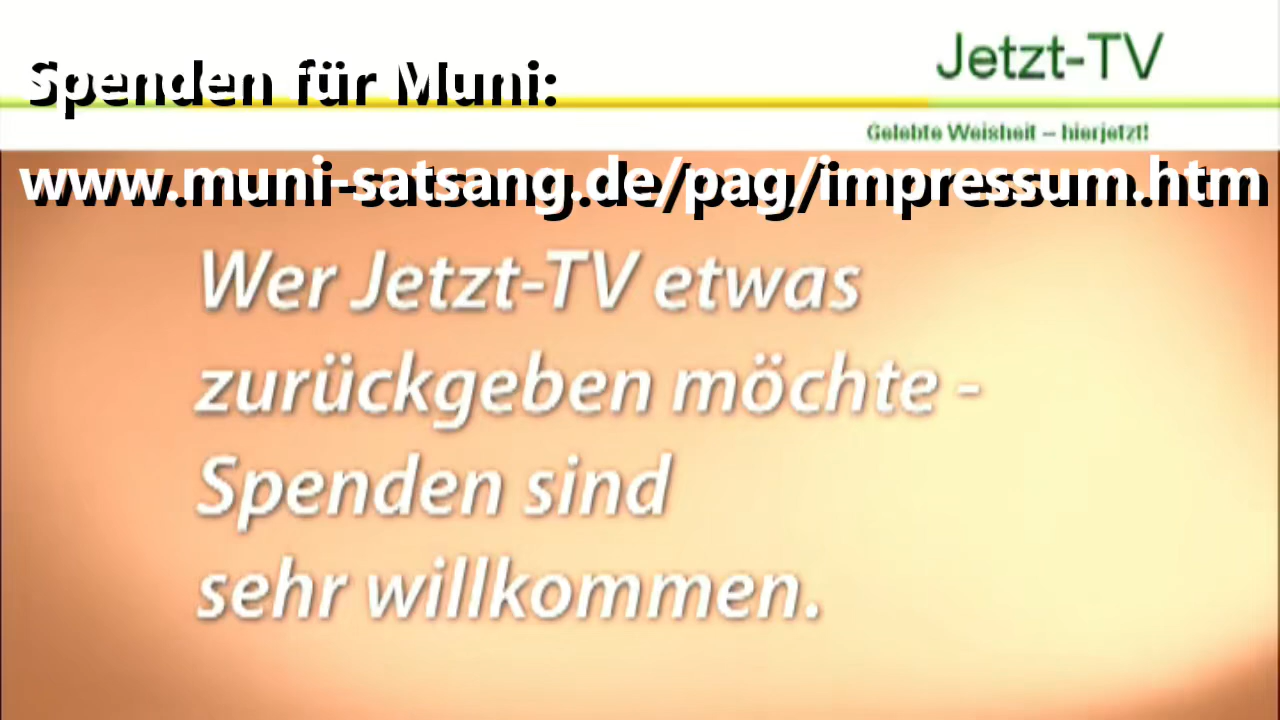 Jetzt-TV
Spenden für Muni:
Gelebte Weisheit – hierjetzt!
www.muni-satsang.de/pag/impressum.htm
Wer Jetzt-TV etwas
zurückgeben möchte -
Spenden sind
sehr willkommen.